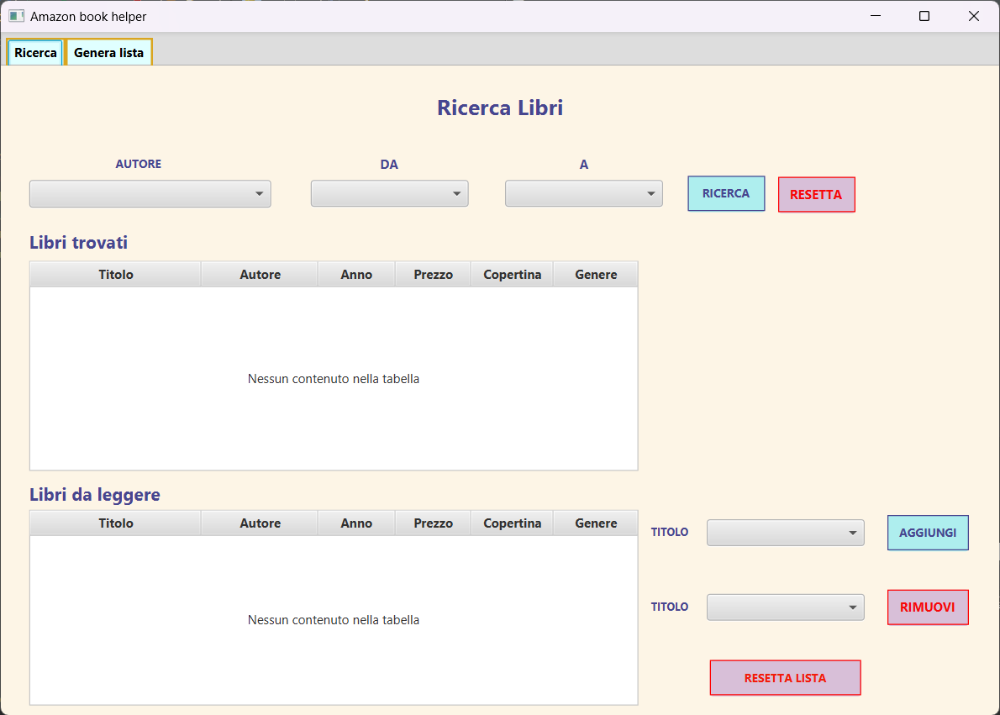 Amazon book helper
Ricerca Genera lista
Ricerca Libri
AUTORE DA A
RICERCA RESETTA
Libri trovati
Titolo Autore Anno Prezzo Copertina Genere
Nessun contenuto nella tabella
Libri da leggere
Titolo Autore Anno Prezzo Copertina Genere
TITOLO AGGIUNGI
TITOLO RIMUOVI
Nessun contenuto nella tabella
RESETTA LISTA